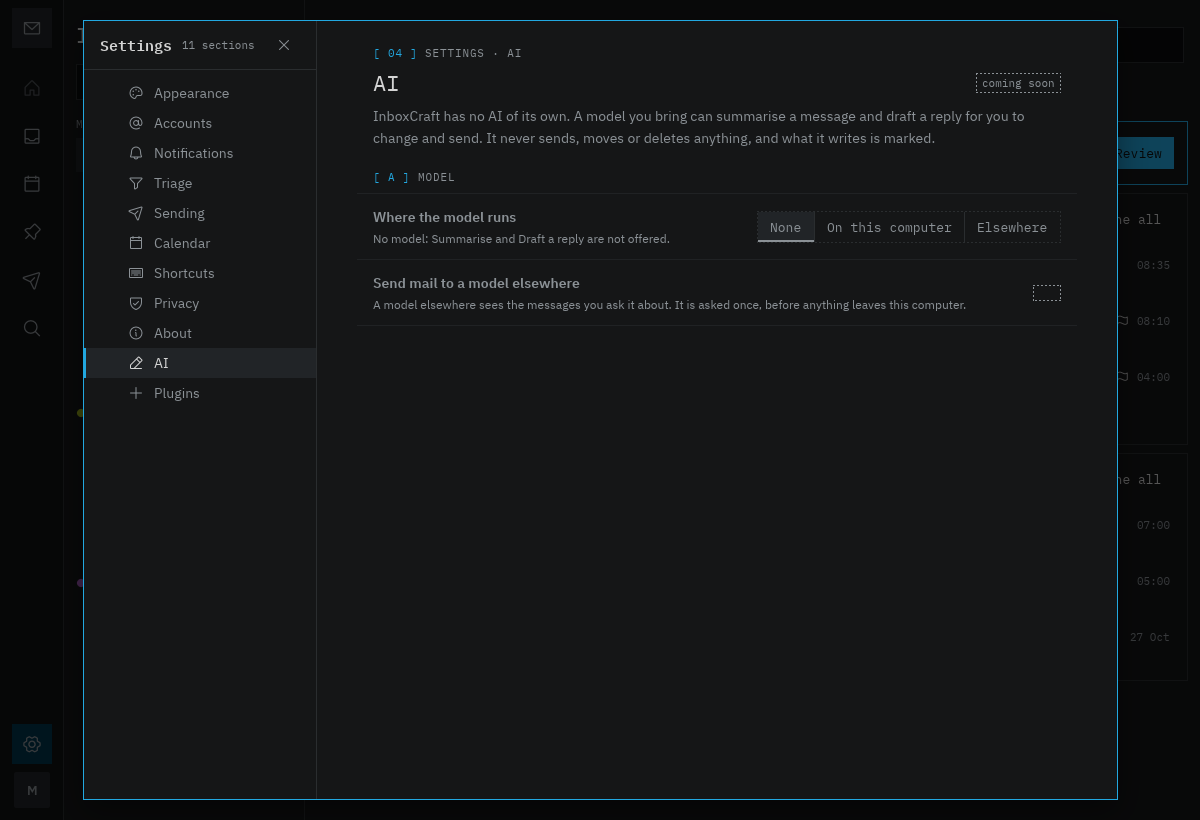 Settings 11 sections
Appearance
Accounts
Notifications
Triage
Sending
Calendar
Shortcuts
Privacy
About
AI
Plugins
[ 04 ] SETTINGS · AI
AI
coming soon
InboxCraft has no AI of its own. A model you bring can summarise a message and draft a reply for you to
change and send. It never sends, moves or deletes anything, and what it writes is marked.
[ A ] MODEL
Where the model runs
No model: Summarise and Draft a reply are not offered.
None On this computer Elsewhere
Send mail to a model elsewhere
A model elsewhere sees the messages you ask it about. It is asked once, before anything leaves this computer.
Review
all
08:35
08:10
04:00
all
07:00
05:00
27 Oct
M